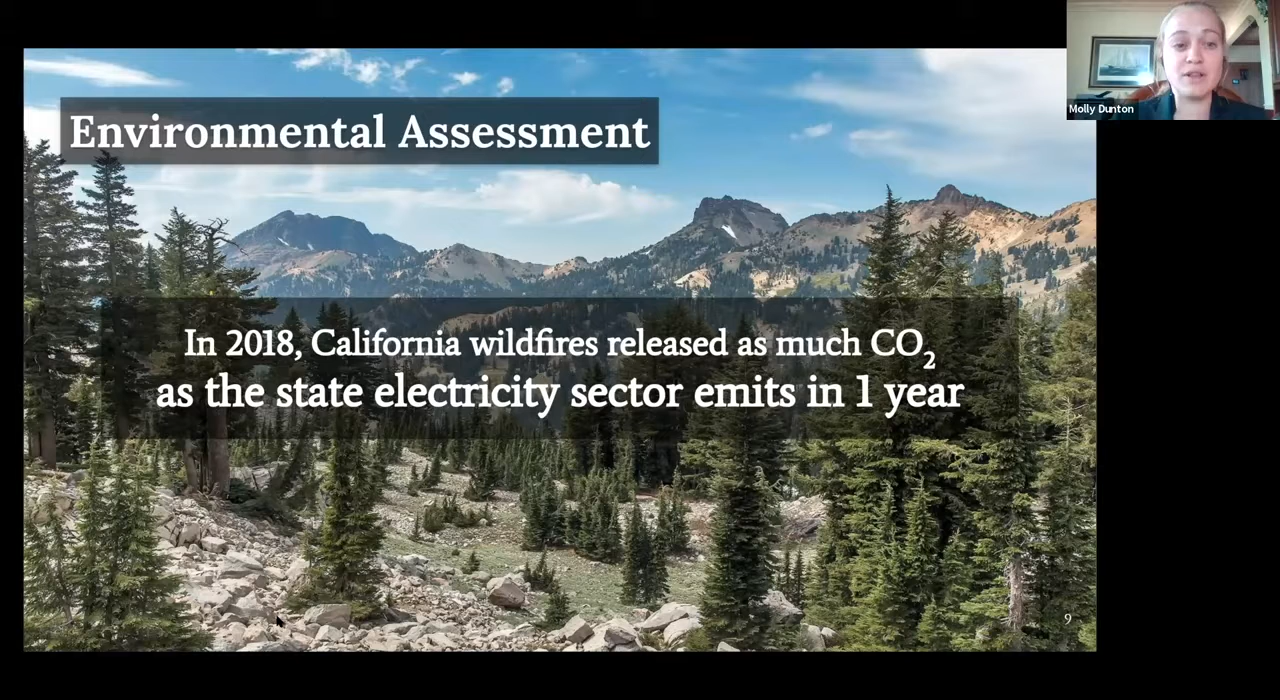 Environmental Assessment
Molly Dunton
In 2018, California wildfires released as much CO₂
as the state electricity sector emits in 1 year
9